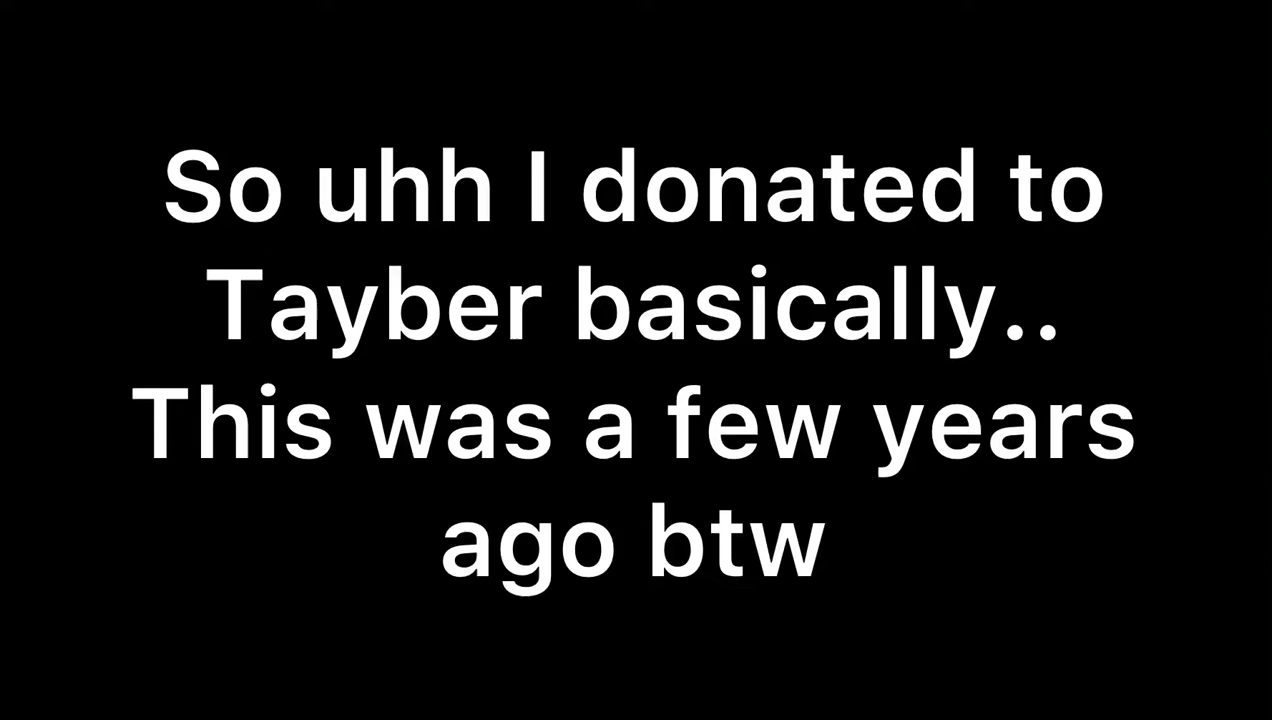 So uhh I donated to
Tayber basically..
This was a few years
ago btw